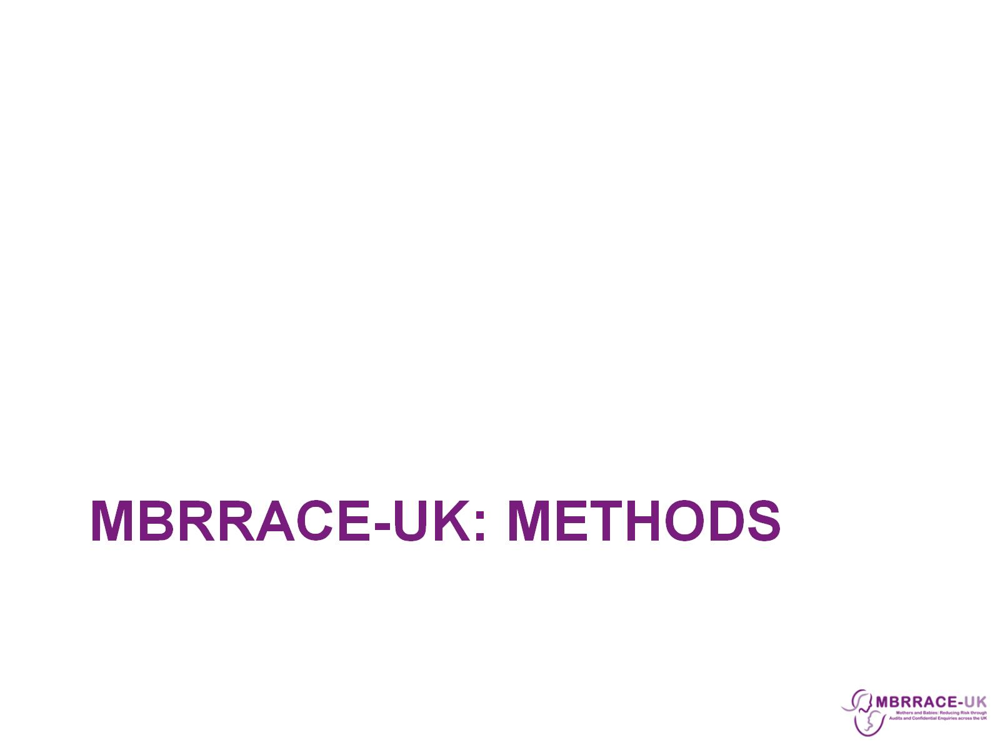 MBRRACE-UK: METHODS
MBRRACE-UK
Mothers and Babies: Reducing Risk through
Audits and Confidential Enquiries across the UK